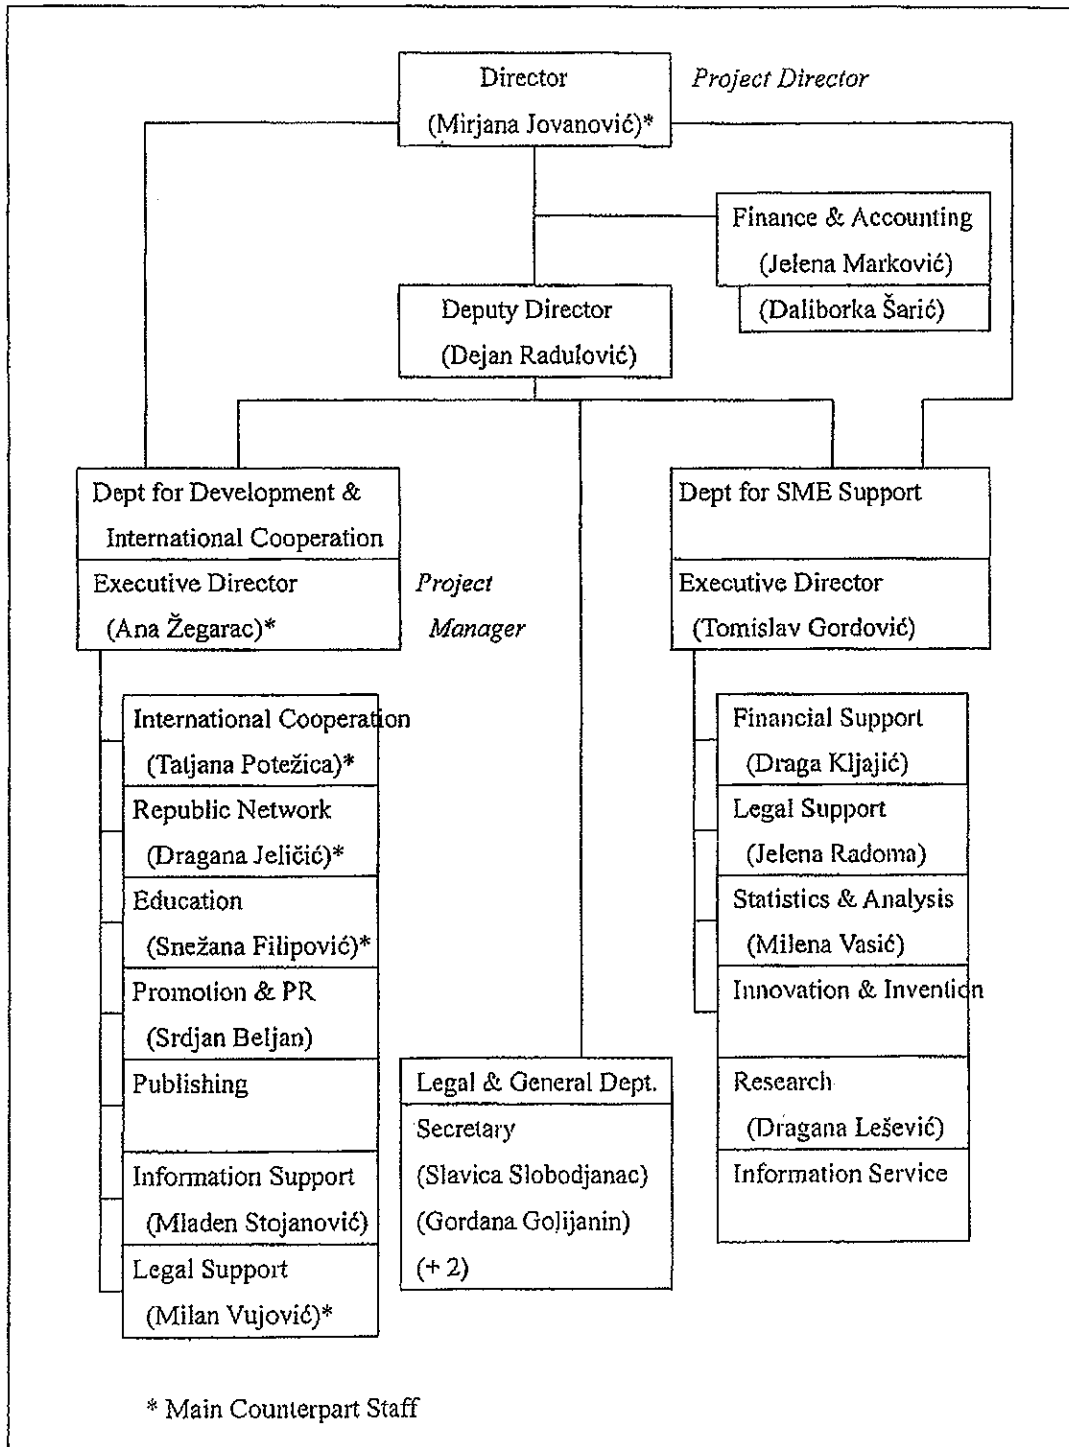 Director
(Mirjana Jovanović)*
Project Director
Finance & Accounting
(Jelena Marković)
(Daliborka Šarić)
Deputy Director
(Dejan Radulović)
Dept for Development &
International Cooperation
Executive Director
(Ana Žegarac)*
Project
Manager
International Cooperation
(Tatjana Potežica)*
Republic Network
(Dragana Jeličić)*
Education
(Snežana Filipović)*
Promotion & PR
(Srdjan Beljan)
Publishing
Information Support
(Mladen Stojanović)
Legal Support
(Milan Vujović)*
Legal & General Dept.
Secretary
(Slavica Slobodjanac)
(Gordana Golijanin)
(+ 2)
Dept for SME Support
Executive Director
(Tomislav Gordović)
Financial Support
(Draga Kljajić)
Legal Support
(Jelena Radoma)
Statistics & Analysis
(Milena Vasić)
Innovation & Invention
Research
(Dragana Lešević)
Information Service
* Main Counterpart Staff